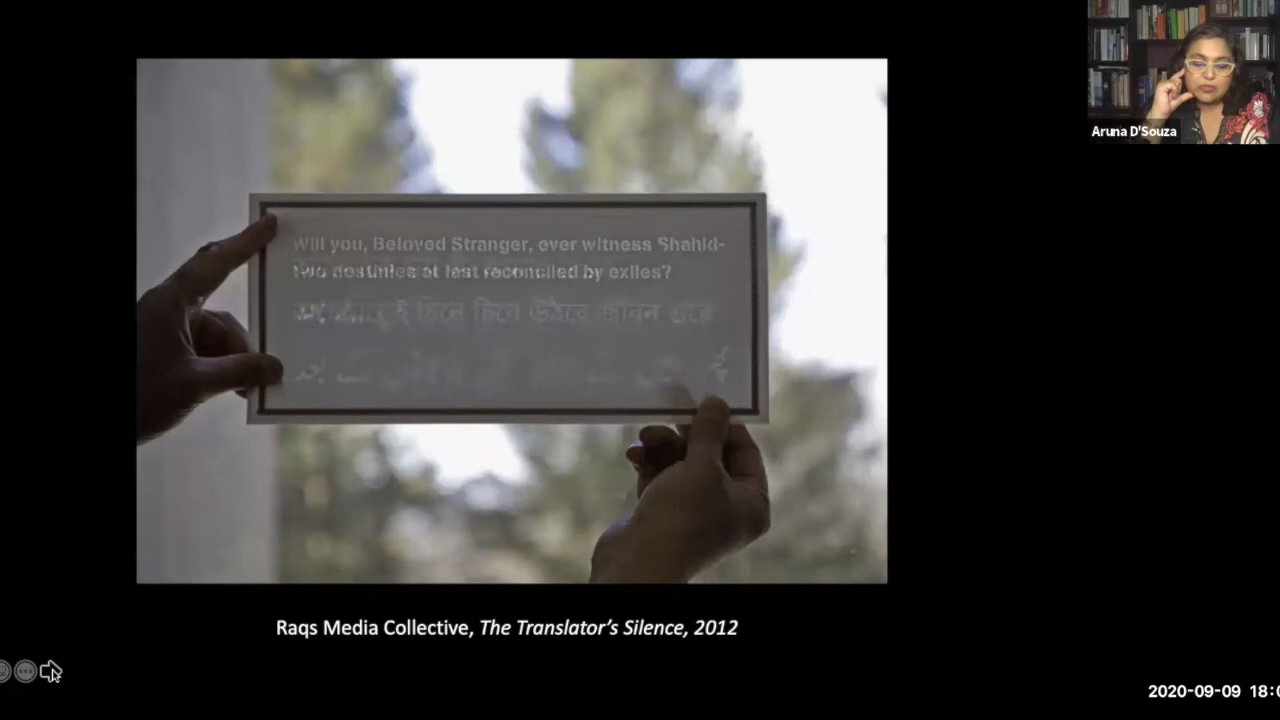 Aruna D'Souza
Will you, Beloved Stranger, ever witness Shahid-
two destinies at last reconciled by exiles?
চিনে চিনে উঠবে
Raqs Media Collective, The Translator's Silence, 2012
2020-09-09 18:0